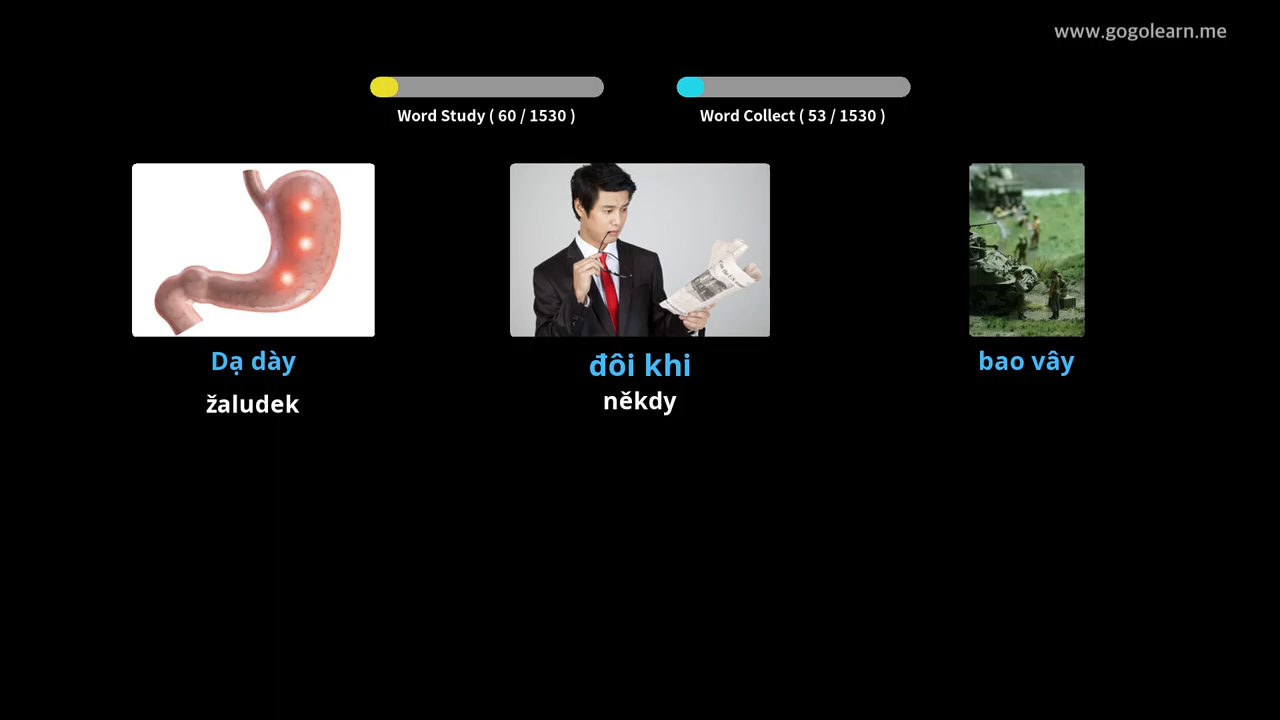 www.gogolearn.me
Word Study ( 60 / 1530 )
Word Collect ( 53 / 1530 )
Dạ dày
đôi khi
bao vây
žaludek
někdy